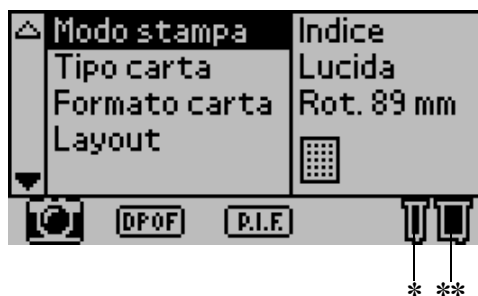 Modo stampa Indice
Tipo carta Lucida
Formato carta Rot. 89 mm
Layout
DPOF P.I.F.
* **